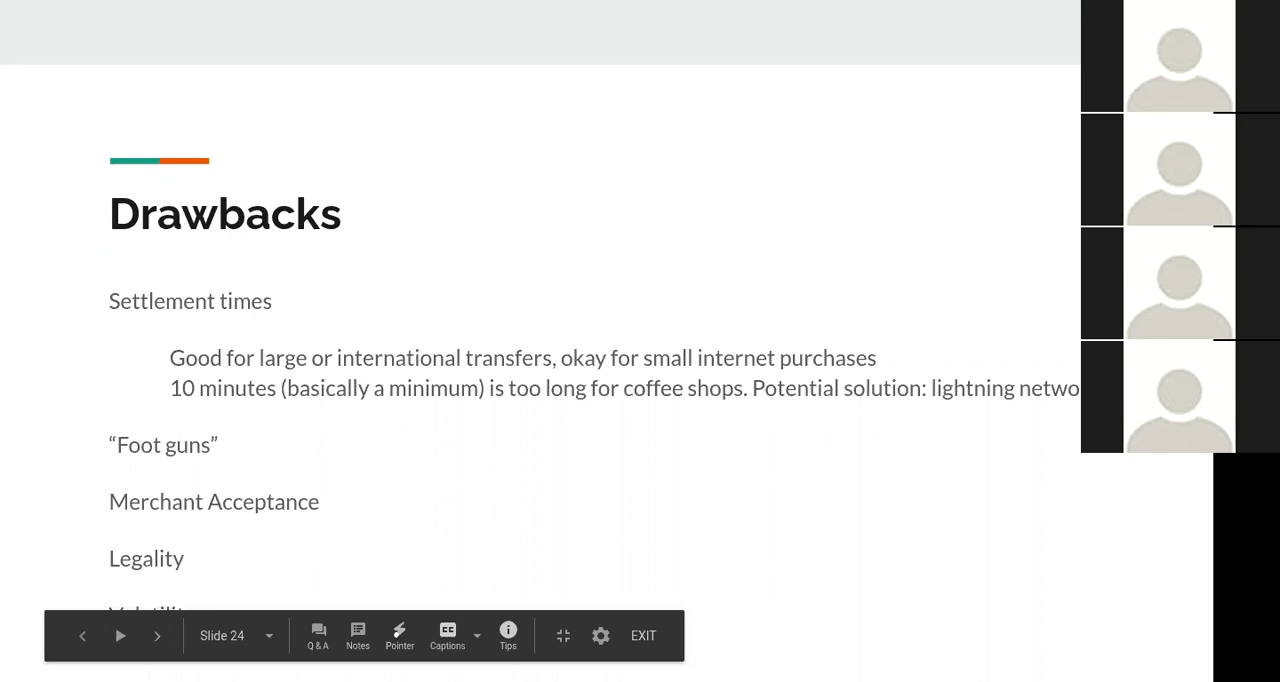 Drawbacks
Settlement times
Good for large or international transfers, okay for small internet purchases
10 minutes (basically a minimum) is too long for coffee shops. Potential solution: lightning netwo
“Foot guns”
Merchant Acceptance
Legality
Slide 24
Q & A
Notes
Pointer
Captions
Tips
EXIT